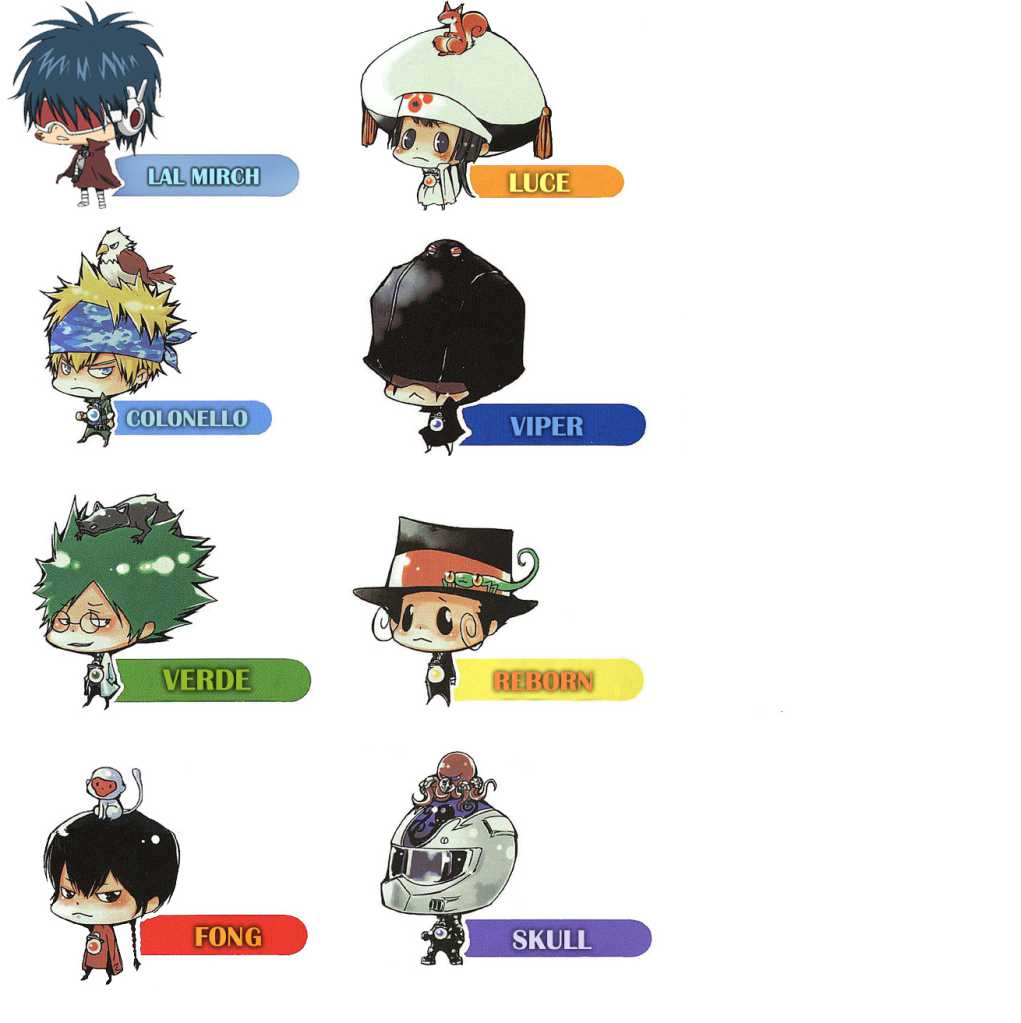 LAL MIRCH
LUCE
COLONELLO
VIPER
VERDE
REBORN
FONG
SKULL